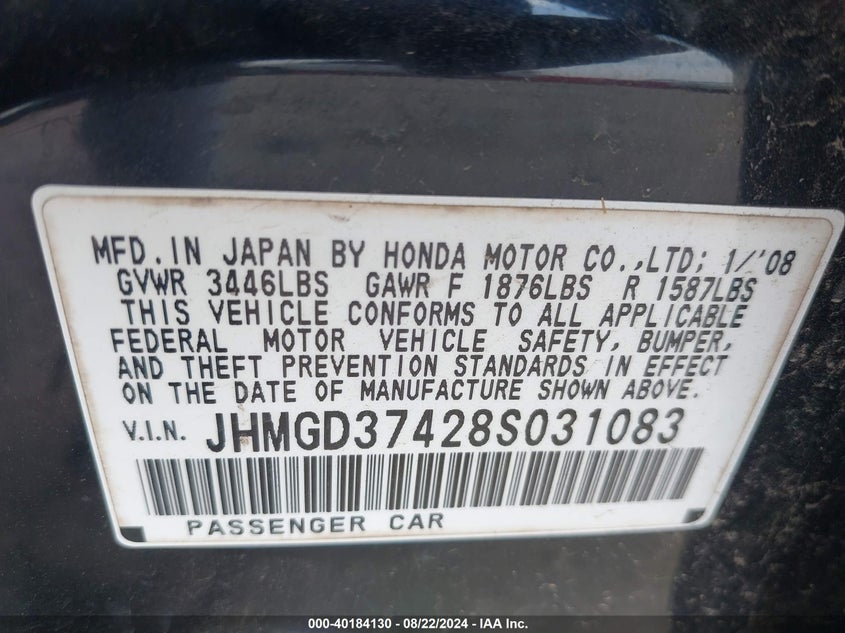 MFD. IN JAPAN BY HONDA MOTOR CO., LTD; 1/'08
GVWR 3446LBS GAWR F 1876LBS R 1587LBS
THIS VEHICLE CONFORMS TO ALL APPLICABLE
FEDERAL MOTOR VEHICLE SAFETY, BUMPER,
AND THEFT PREVENTION STANDARDS IN EFFECT
ON THE DATE OF MANUFACTURE SHOWN ABOVE.
V.I.N. JHMGD37428S031083
PASSENGER CAR
000-40184130 - 08/22/2024 - IAA Inc.